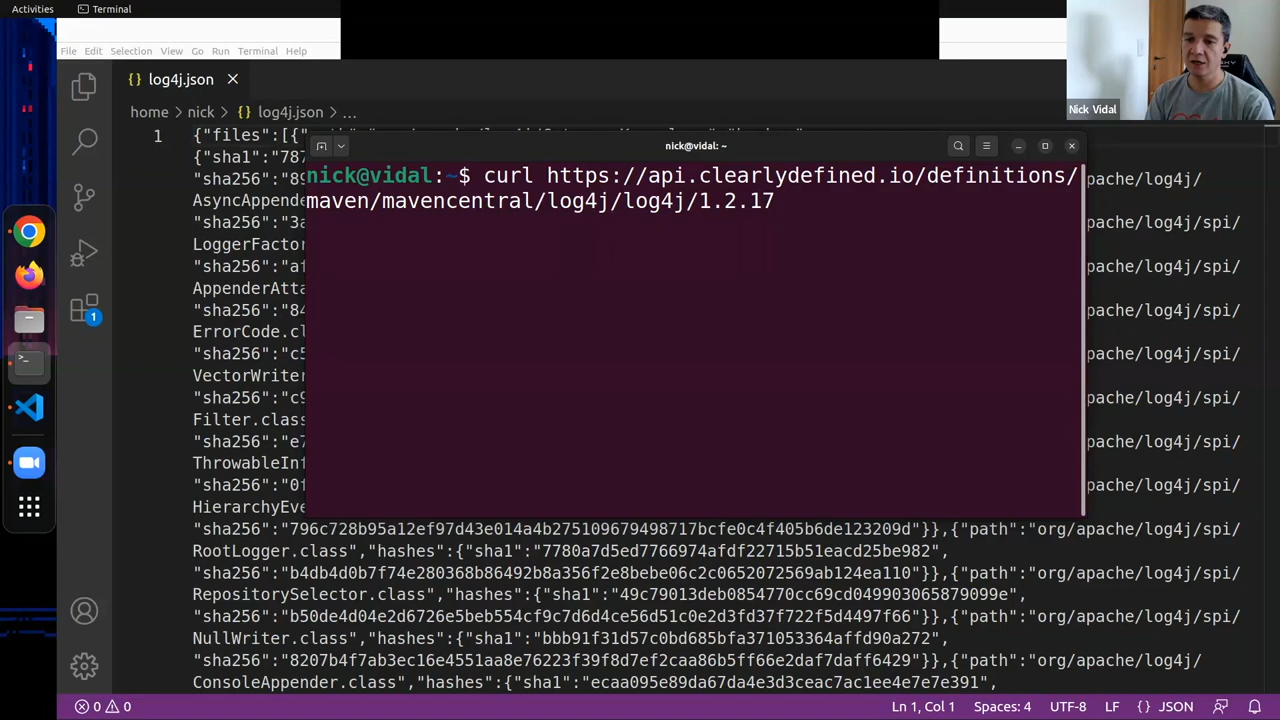 Activities
Terminal
File Edit Selection View Go Run Terminal Help
log4j.json
home > nick > log4j.json > ...
Nick Vidal
nick@vidal: ~
nick@vidal:~$ curl https://api.clearlydefined.io/definitions/
maven/mavencentral/log4j/log4j/1.2.17
1
{"files":[{"
{"sha1":"787
"sha256":"89 pache/log4j/
AsyncAppende
"sha256":"3a pache/log4j/spi/
LoggerFactor
"sha256":"af pache/log4j/spi/
AppenderAtta
"sha256":"84 pache/log4j/spi/
ErrorCode.cl
"sha256":"c5 pache/log4j/spi/
VectorWriter
"sha256":"c9 pache/log4j/spi/
Filter.class
"sha256":"e7 pache/log4j/spi/
ThrowableInf
"sha256":"0f pache/log4j/spi/
HierarchyEve
"sha256":"796c728b95a12ef97d43e014a4b275109679498717bcfe0c4f405b6de123209d"}},{"path":"org/apache/log4j/spi/
RootLogger.class","hashes":{"sha1":"7780a7d5ed7766974afdf22715b51eacd25be982",
"sha256":"b4db4d0b7f74e280368b86492b8a356f2e8bebe06c2c0652072569ab124ea110"}},{"path":"org/apache/log4j/spi/
RepositorySelector.class","hashes":{"sha1":"49c79013deb0854770cc69cd049903065879099e",
"sha256":"b50de4d04e2d6726e5beb554cf9c7d6d4ce56d51c0e2d3fd37f722f5d4497f66"}},{"path":"org/apache/log4j/spi/
NullWriter.class","hashes":{"sha1":"bbb91f31d57c0bd685bfa371053364affd90a272",
"sha256":"8207b4f7ab3ec16e4551aa8e76223f39f8d7ef2caa86b5ff66e2daf7daff6429"}},{"path":"org/apache/log4j/
ConsoleAppender.class","hashes":{"sha1":"ecaa095e89da67da4e3d3ceac7ac1ee4e7e7e391",
1
0 0 Ln 1, Col 1 Spaces: 4 UTF-8 LF {} JSON